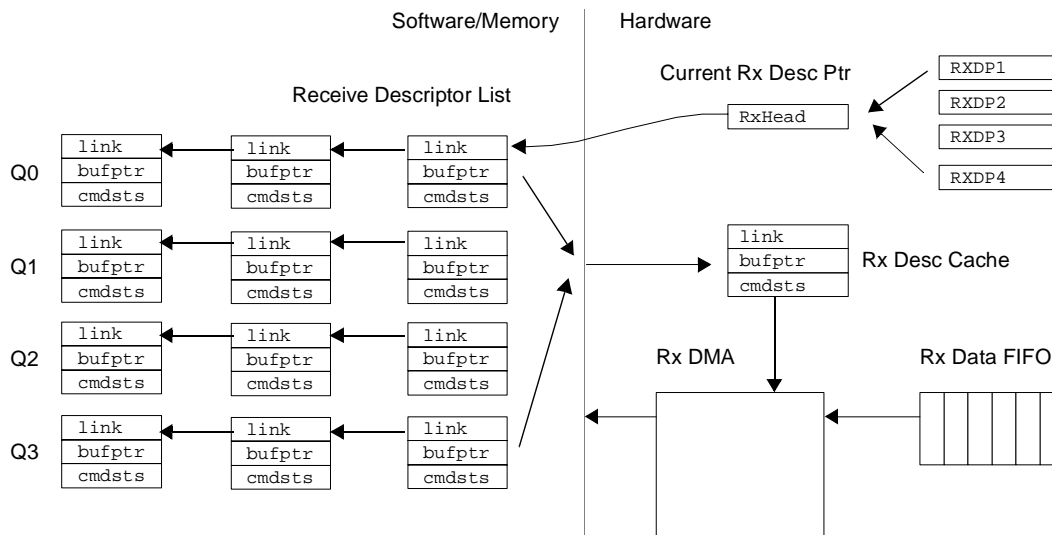 Software/Memory
Hardware
Current Rx Desc Ptr
RXDP1
RXDP2
RXDP3
RXDP4
RxHead
Receive Descriptor List
Q0
link
bufptr
cmdsts
link
bufptr
cmdsts
link
bufptr
cmdsts
Q1
link
bufptr
cmdsts
link
bufptr
cmdsts
link
bufptr
cmdsts
link
bufptr
cmdsts
Rx Desc Cache
Q2
link
bufptr
cmdsts
link
bufptr
cmdsts
link
bufptr
cmdsts
Rx DMA
Rx Data FIFO
Q3
link
bufptr
cmdsts
link
bufptr
cmdsts
link
bufptr
cmdsts